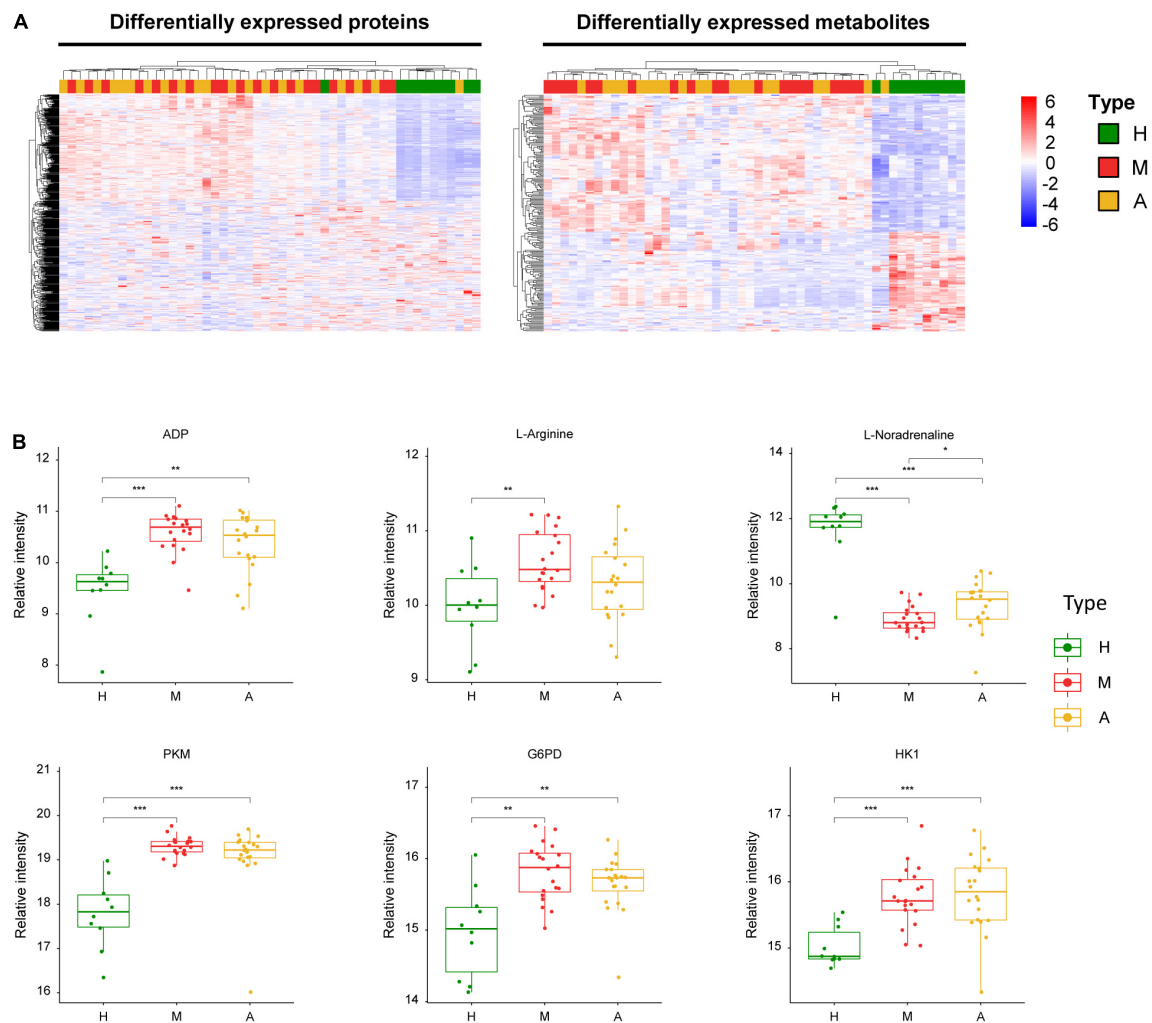 A
Differentially expressed proteins
Differentially expressed metabolites
6
4
2
0
-2
-4
-6
Type
H
M
A
B
ADP
Relative intensity
12
11
10
9
8
**
***
H M A
L-Arginine
Relative intensity
12
11
10
9
**
H M A
L-Noradrenaline
Relative intensity
14
12
10
8
*
***
***
H M A
Type
H
M
A
PKM
Relative intensity
21
20
19
18
17
16
***
***
H M A
G6PD
Relative intensity
17
16
15
14
**
**
H M A
HK1
Relative intensity
17
16
15
***
***
H M A